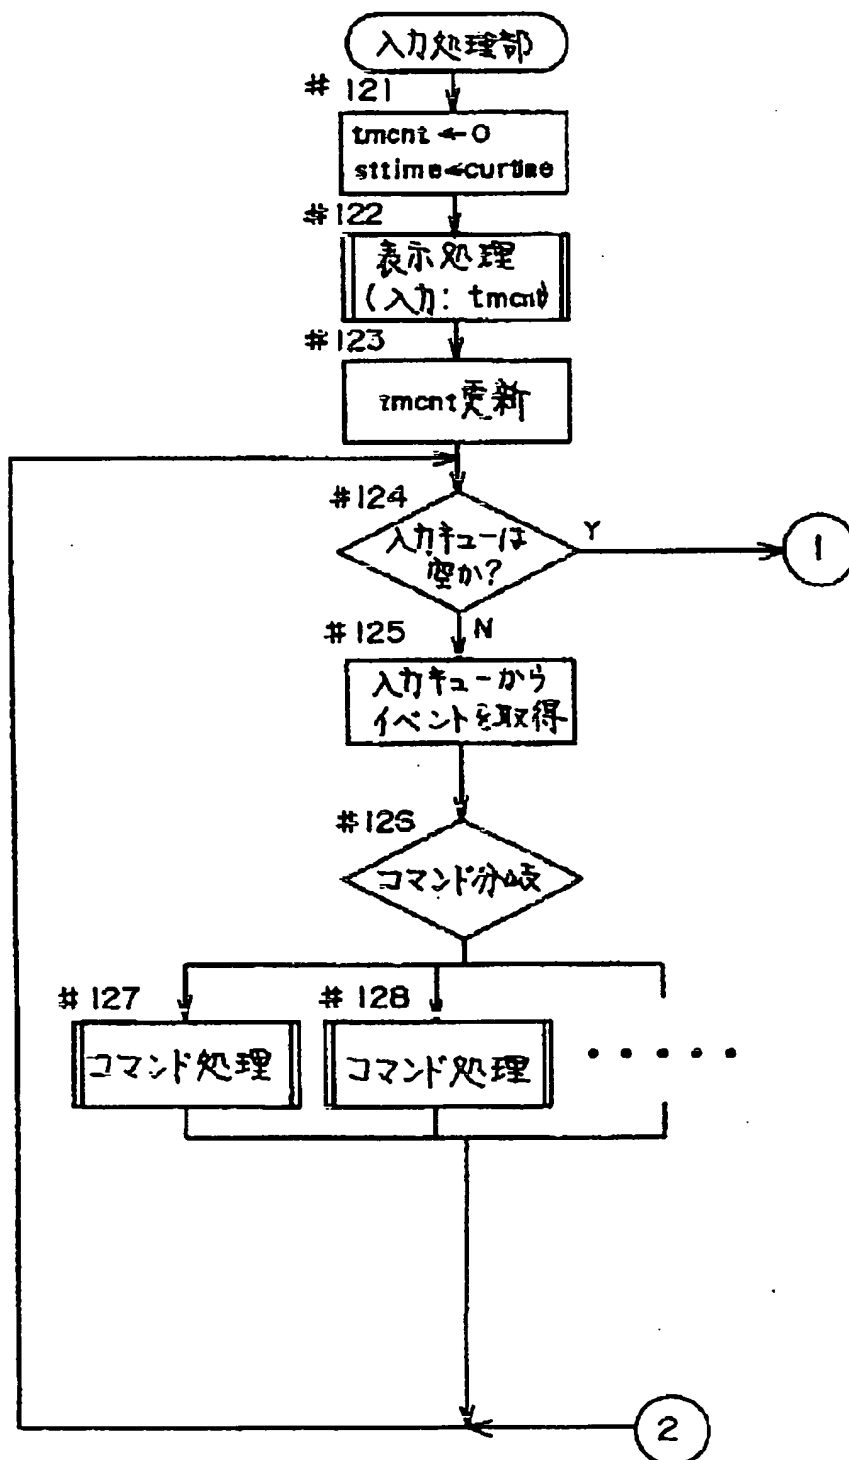 入力処理部
#121
tmcnt←0
sttime←curtime
#122
表示処理
(入力: tmcnt)
#123
tmcnt更新
#124
入力キューは
空か?
Y
1
N
#125
入力キューから
イベントを取得
#126
コマンド分岐
#127
#128
コマンド処理
コマンド処理
2